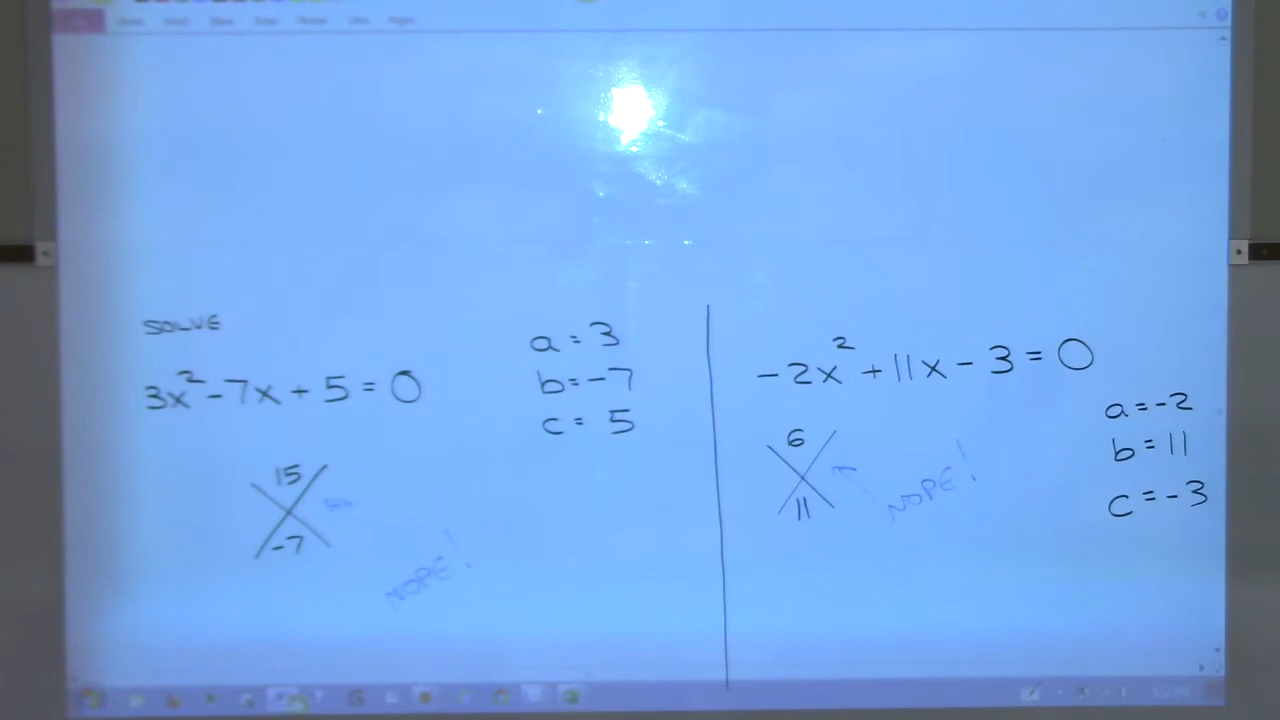 SOLVE
3x² - 7x + 5 = 0
a = 3
b = -7
c = 5
15
-7
NOPE!
-2x² + 11x - 3 = 0
a = -2
b = 11
c = -3
6
11
NOPE!